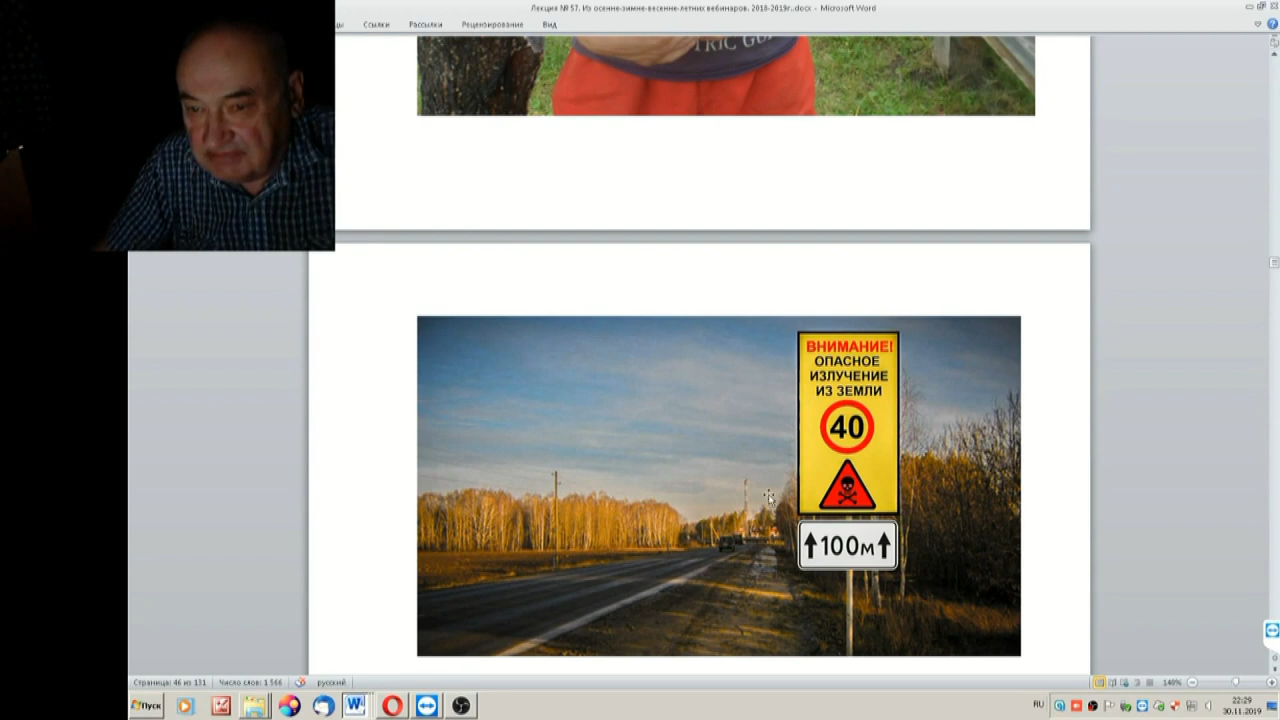 Лекция № 57. Из осенне-зимне-весенне-летних вебинаров. 2018-2019г..docx - Microsoft Word
Ссылки Рассылки Рецензирование Вид
TRIC GU
ВНИМАНИЕ!
ОПАСНОЕ
ИЗЛУЧЕНИЕ
ИЗ ЗЕМЛИ
40
100м
Страница: 46 из 131 Число слов: 1 566 русский 140%
Пуск RU 22:29
30.11.2019